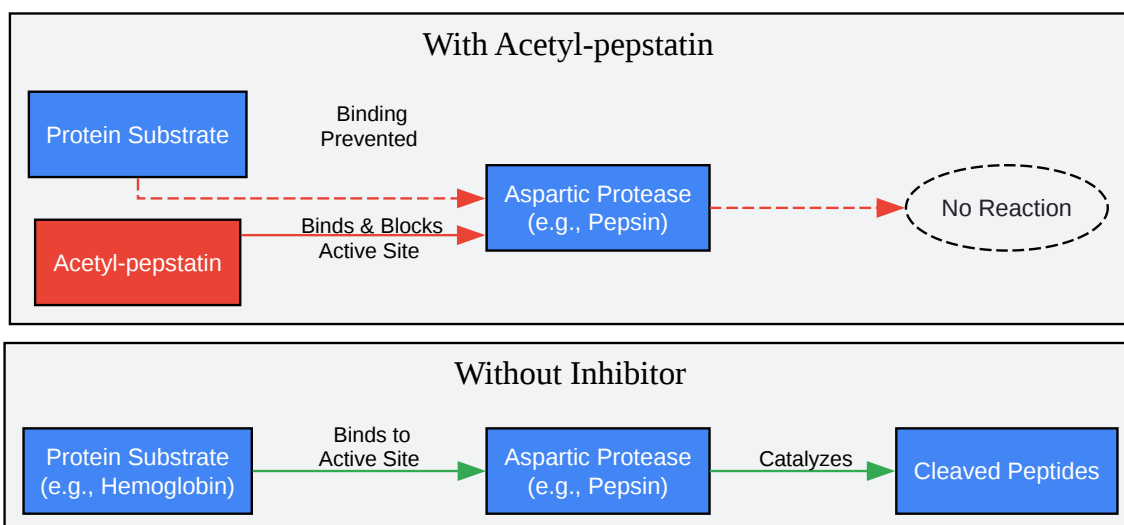 With Acetyl-pepstatin
Protein Substrate
Binding
Prevented
Aspartic Protease
(e.g., Pepsin)
No Reaction
Acetyl-pepstatin
Binds & Blocks
Active Site
Without Inhibitor
Protein Substrate
(e.g., Hemoglobin)
Binds to
Active Site
Aspartic Protease
(e.g., Pepsin)
Catalyzes
Cleaved Peptides